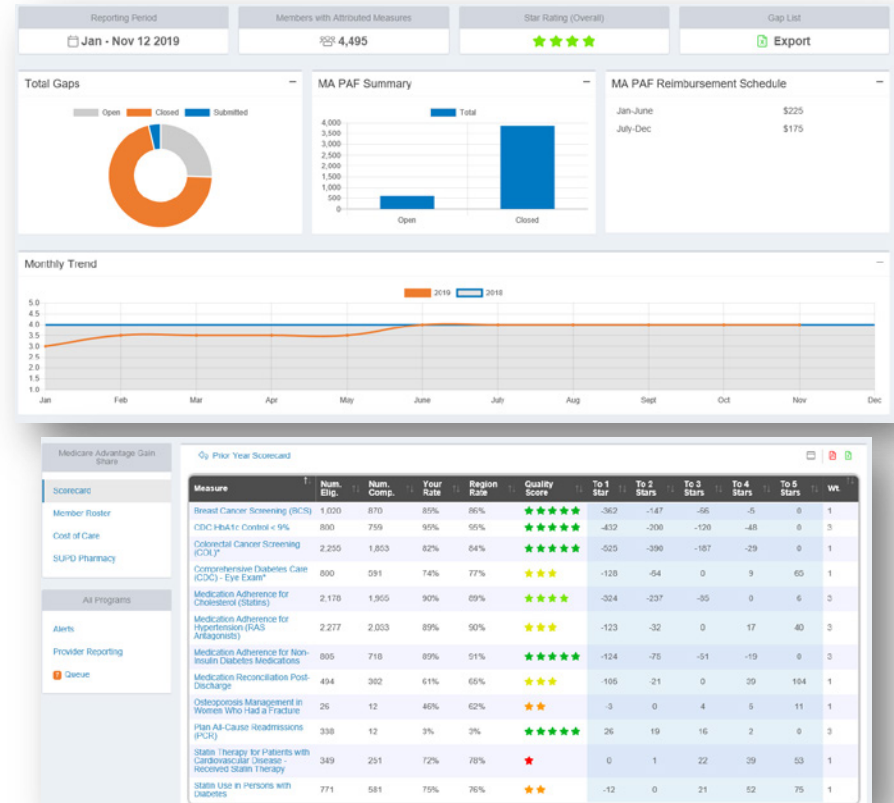 Reporting Period
Jan - Nov 12 2019
Members with Attributed Measures
4,495
Star Rating (Overall)
Gap List
Export
Total Gaps
Open Closed Submitted
MA PAF Summary
Total
4,000
3,500
3,000
2,500
2,000
1,500
1,000
500
0
Open Closed
MA PAF Reimbursement Schedule
Jan-June $225
July-Dec $175
Monthly Trend
2019 2018
5.0
4.5
4.0
3.5
3.0
2.5
2.0
1.5
1.0
Jan Feb Mar Apr May June July Aug Sept Oct Nov Dec
Medicare Advantage Gain
Share
Scorecard
Member Roster
Cost of Care
SUPD Pharmacy
All Programs
Alerts
Provider Reporting
Queue
Prior Year Scorecard
Measure Num. Elig. Num. Comp. Your Rate Region Rate Quality Score To 1 Star To 2 Stars To 3 Stars To 4 Stars To 5 Stars Wt.
Breast Cancer Screening (BCS) 1,020 870 85% 86% -362 -147 -66 -5 0 1
CDC HbA1c Control < 9% 800 759 95% 95% -432 -200 -120 -48 0 3
Colorectal Cancer Screening
(COL)* 2,255 1,853 82% 84% -525 -390 -187 -29 0 1
Comprehensive Diabetes Care
(CDC) - Eye Exam* 800 591 74% 77% -128 -64 0 9 65 1
Medication Adherence for
Cholesterol (Statins) 2,178 1,955 90% 89% -324 -237 0 6 3
Medication Adherence for
Hypertension (RAS
Antagonists) 2,277 2,033 89% 90% -123 -32 0 17 40 3
Medication Adherence for Non-
Insulin Diabetes Medications 805 718 89% 91% -124 -75 -51 -19 0 3
Medication Reconciliation Post-
Discharge 494 302 61% 65% -21 0 104 1
Osteoporosis Management in
Women Who Had a Fracture 26 12 46% 62% -3 0 4 11 1
Plan All-Cause Readmissions
(PCR) 338 12 3% 3% 26 19 16 2 0 3
Statin Therapy for Patients with
Cardiovascular Disease -
Received Statin Therapy 349 251 72% 78% 0 1 22 53 1
Statin Use in Persons with
Diabetes 771 581 75% 76% -12 0 21 52 75 1